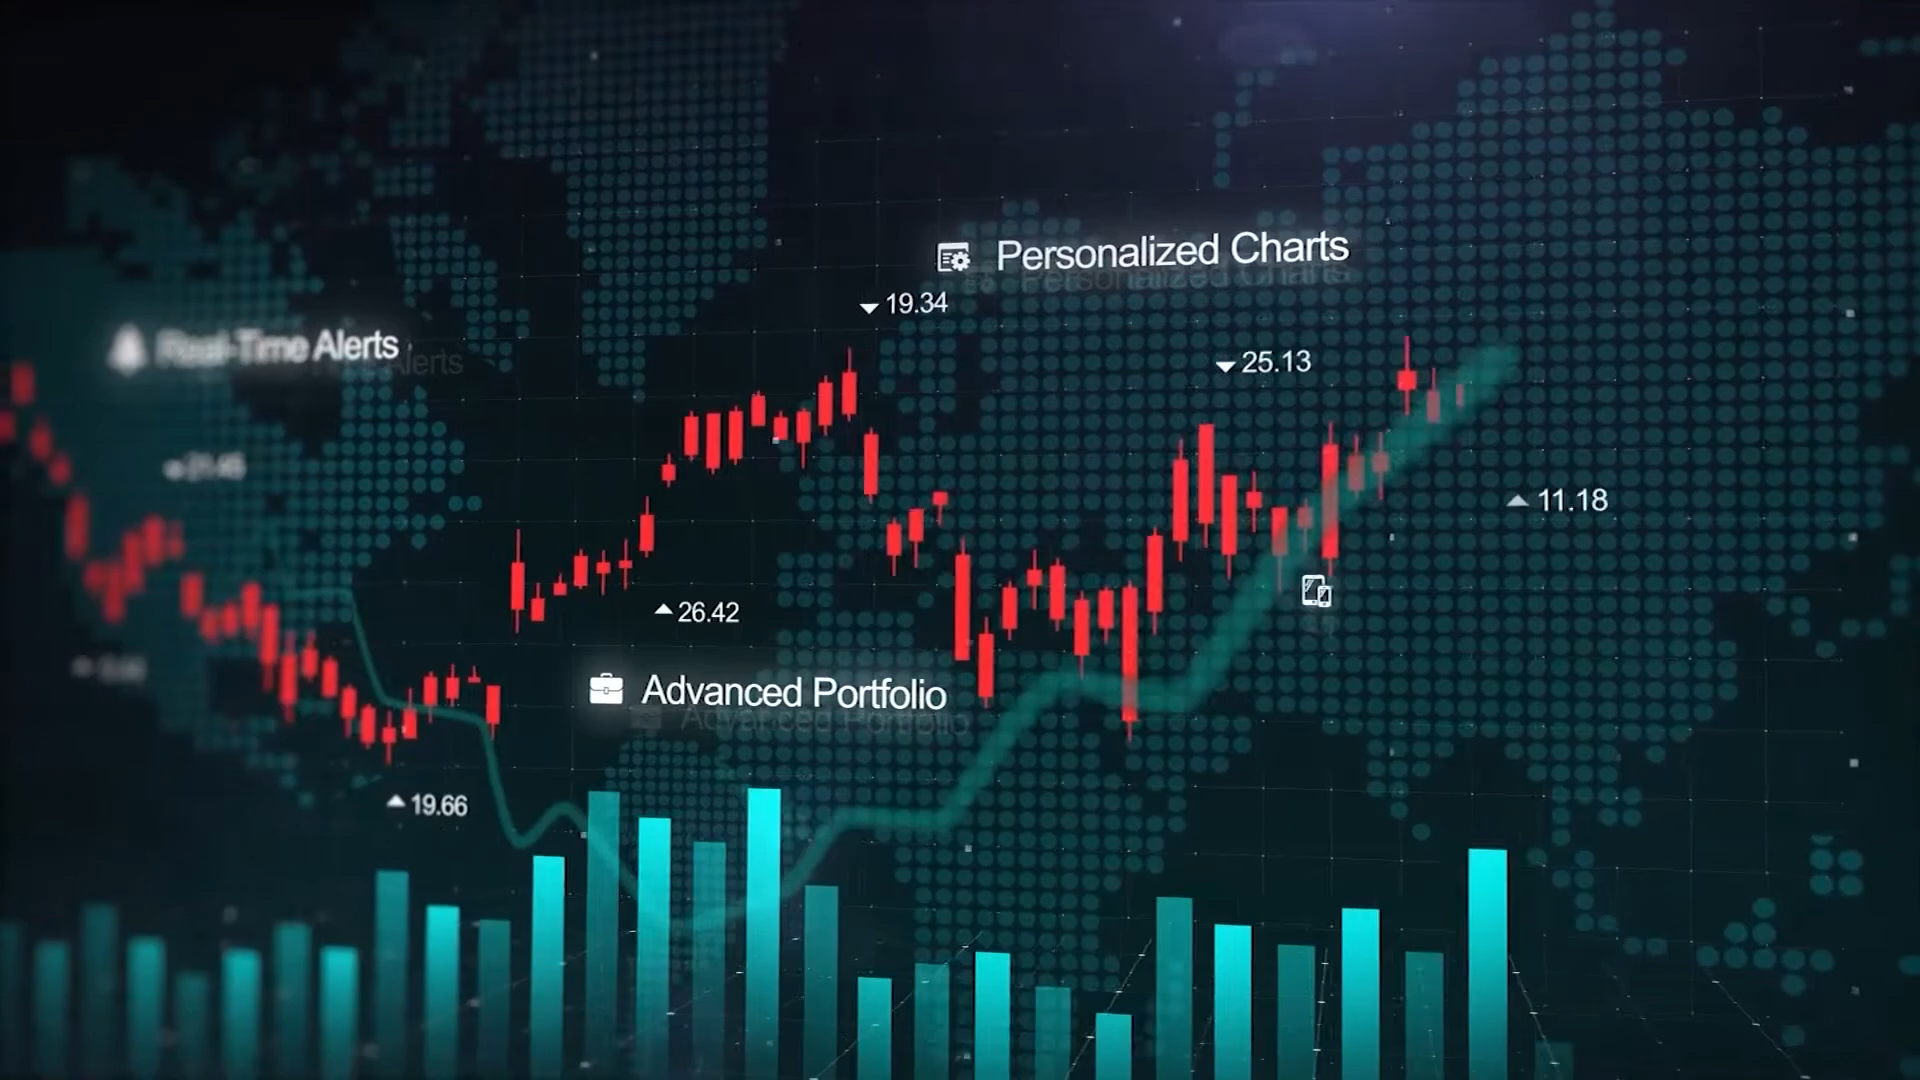 Personalized Charts
19.34
Real-Time Alerts
25.13
11.18
26.42
Advanced Portfolio
19.66